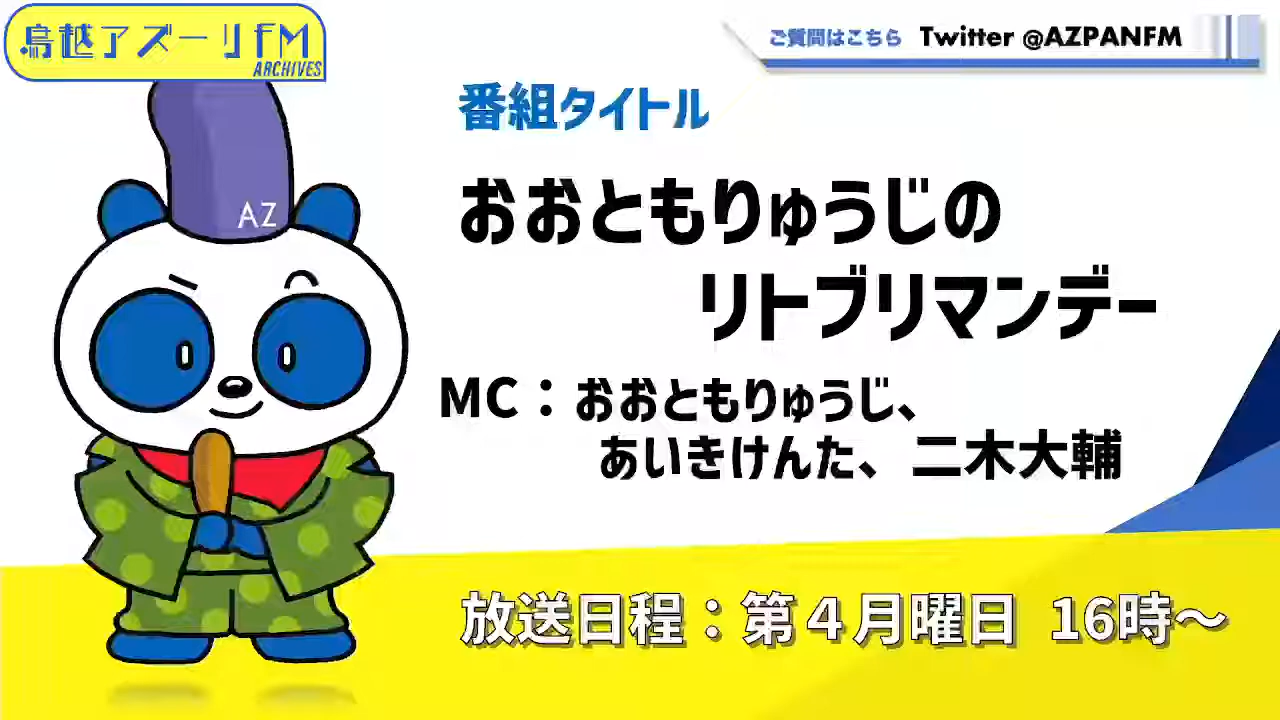 鳥越アズーリFM
ARCHIVES
ご質問はこちら Twitter @AZPANFM
AZ
番組タイトル
おおともりゅうじの
リトブリマンデー
MC：おおともりゅうじ、
あいきけんた、二木大輔
放送日程：第４月曜日 16時～